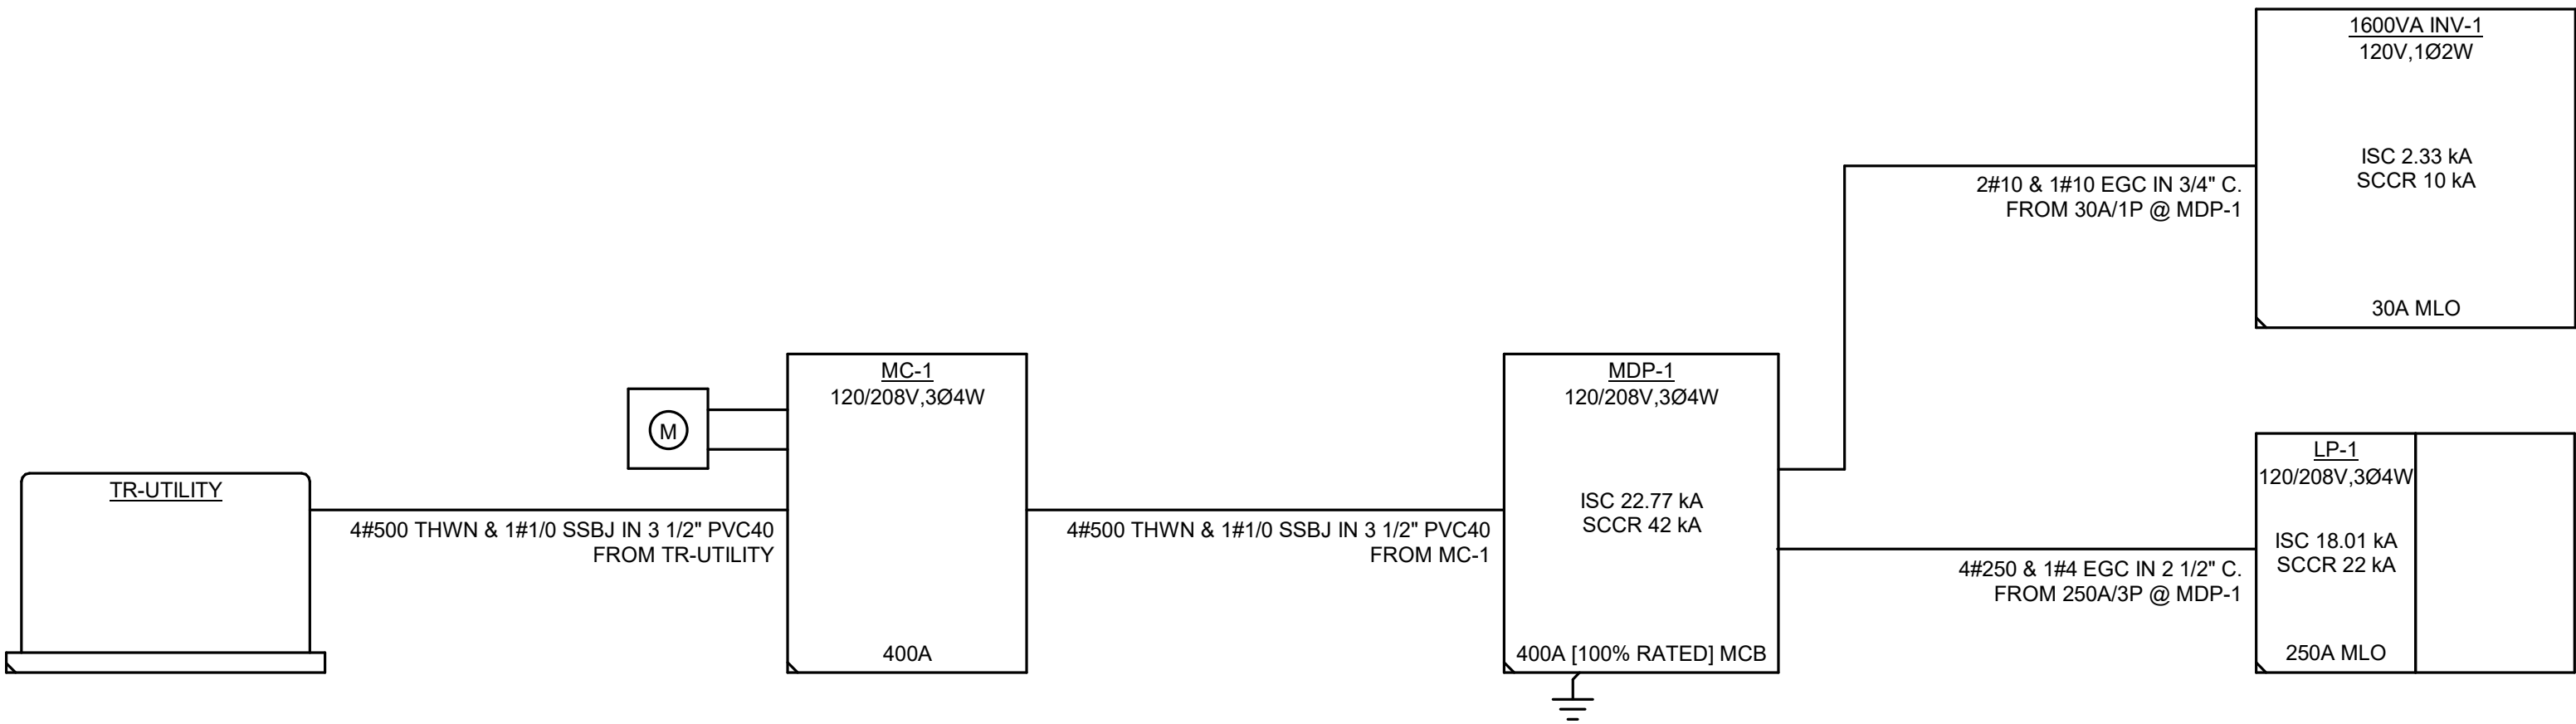 1600VA INV-1
120V,1Ø2W
ISC 2.33 kA
SCCR 10 kA
30A MLO
2#10 & 1#10 EGC IN 3/4" C.
FROM 30A/1P @ MDP-1
TR-UTILITY
4#500 THWN & 1#1/0 SSBJ IN 3 1/2" PVC40
FROM TR-UTILITY
M
MC-1
120/208V,3Ø4W
400A
4#500 THWN & 1#1/0 SSBJ IN 3 1/2" PVC40
FROM MC-1
MDP-1
120/208V,3Ø4W
ISC 22.77 kA
SCCR 42 kA
400A [100% RATED] MCB
4#250 & 1#4 EGC IN 2 1/2" C.
FROM 250A/3P @ MDP-1
LP-1
120/208V,3Ø4W
ISC 18.01 kA
SCCR 22 kA
250A MLO